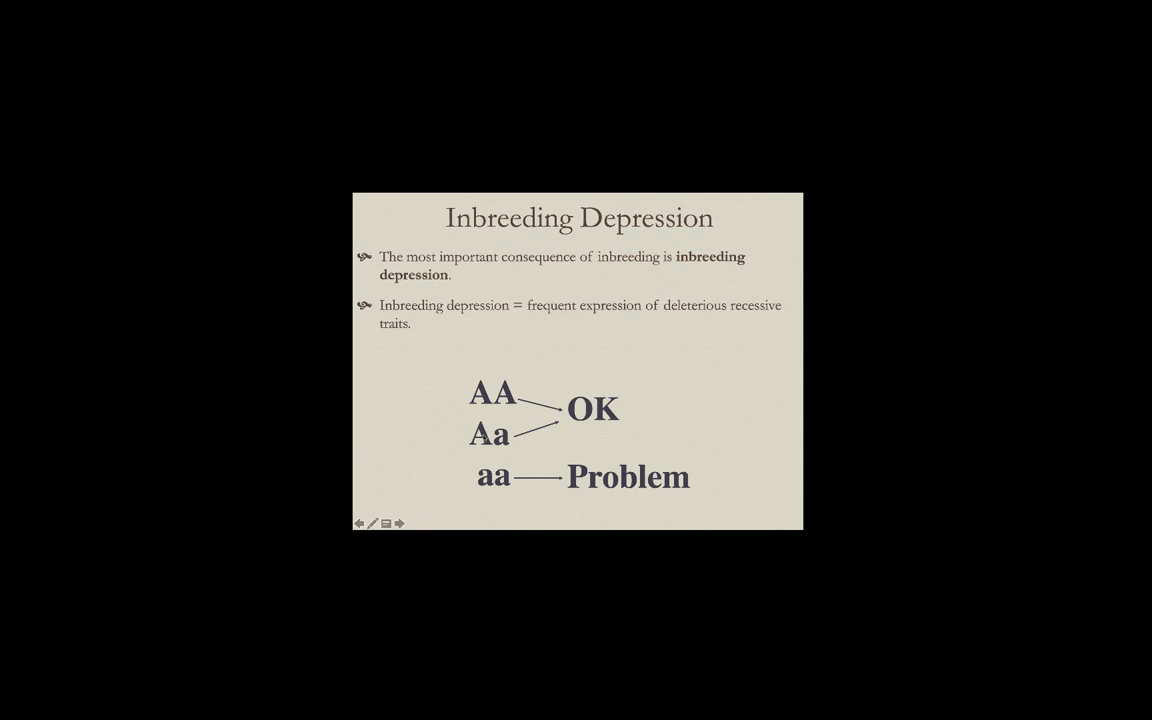 Inbreeding Depression
The most important consequence of inbreeding is inbreeding
depression.
Inbreeding depression = frequent expression of deleterious recessive
traits.
AA
OK
Aa
aa
Problem